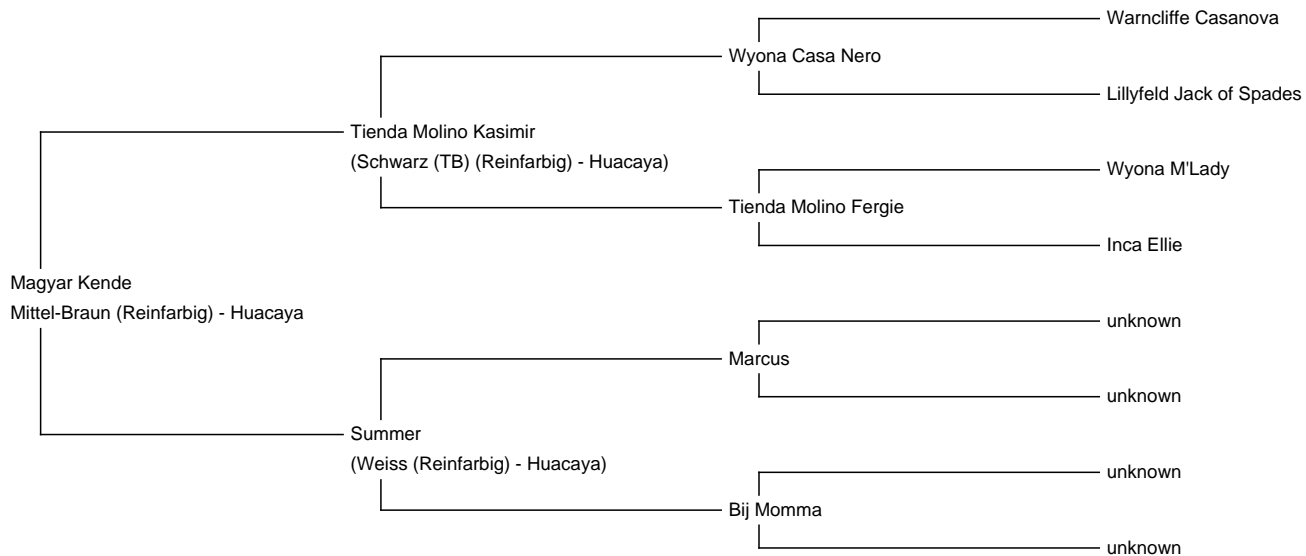 Warncliffe Casanova
Wyona Casa Nero
Lillyfeld Jack of Spades
Tienda Molino Kasimir
(Schwarz (TB) (Reinfarbig) - Huacaya)
Wyona M'Lady
Tienda Molino Fergie
Inca Ellie
Magyar Kende
Mittel-Braun (Reinfarbig) - Huacaya
unknown
Marcus
unknown
Summer
(Weiss (Reinfarbig) - Huacaya)
unknown
Bij Momma
unknown